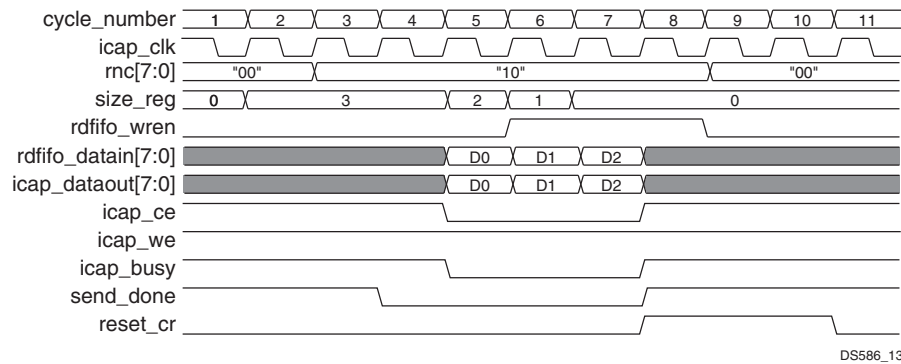 cycle_number 1 2 3 4 5 6 7 8 9 10 11
icap_clk
rnc[7:0] "00" "10" "00"
size_reg 0 3 2 1 0
rdfifo_wren
rdfifo_datain[7:0] D0 D1 D2
icap_dataout[7:0] D0 D1 D2
icap_ce
icap_we
icap_busy
send_done
reset_cr
DS586_13